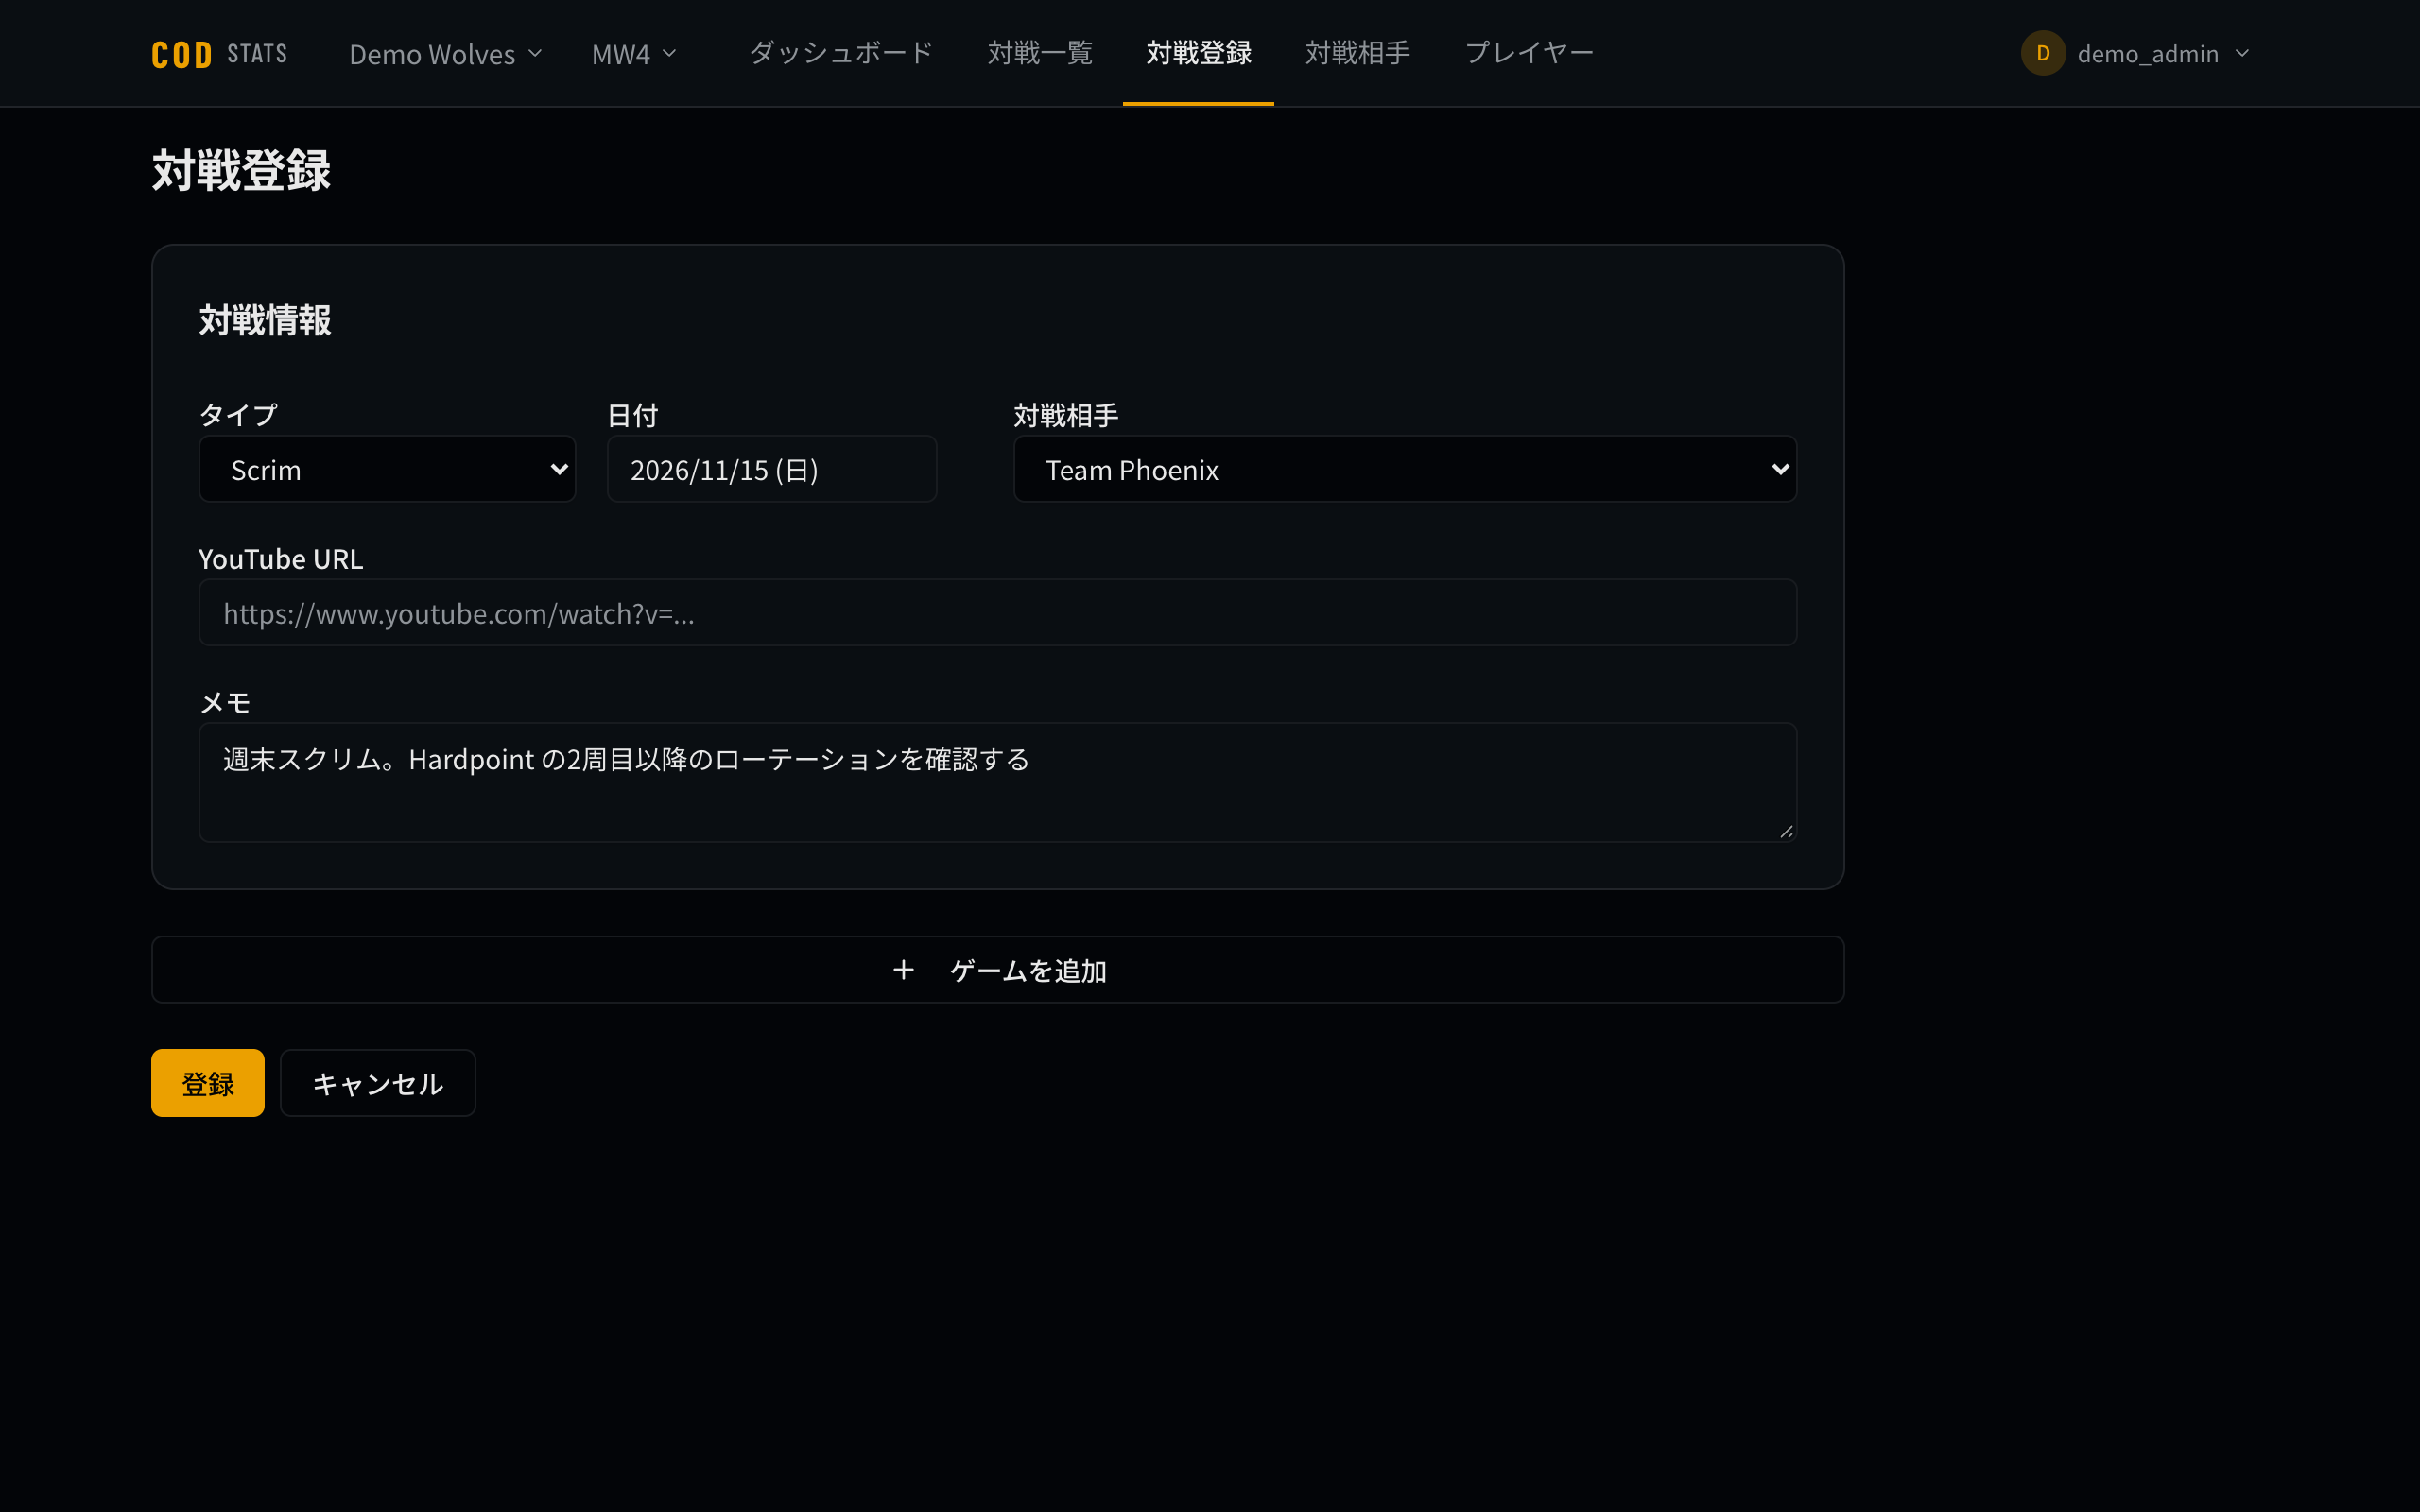 COD STATS Demo Wolves MW4 ダッシュボード 対戦一覧 対戦登録 対戦相手 プレイヤー D demo_admin
対戦登録
対戦情報
タイプ 日付 対戦相手
Scrim 2026/11/15 (日) Team Phoenix
YouTube URL
https://www.youtube.com/watch?v=...
メモ
週末スクリム。Hardpoint の2周目以降のローテーションを確認する
+ ゲームを追加
登録 キャンセル